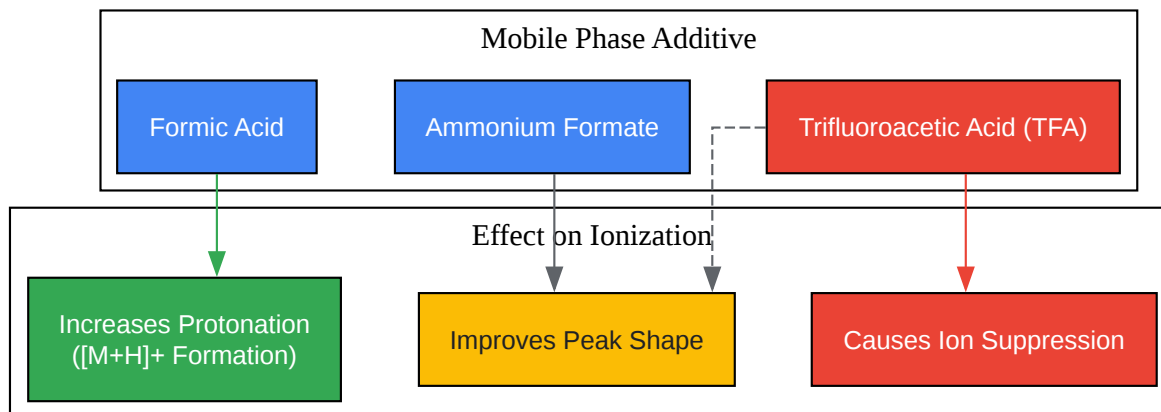 Mobile Phase Additive
Formic Acid
Ammonium Formate
Trifluoroacetic Acid (TFA)
Effect on Ionization
Increases Protonation
([M+H]+ Formation)
Improves Peak Shape
Causes Ion Suppression